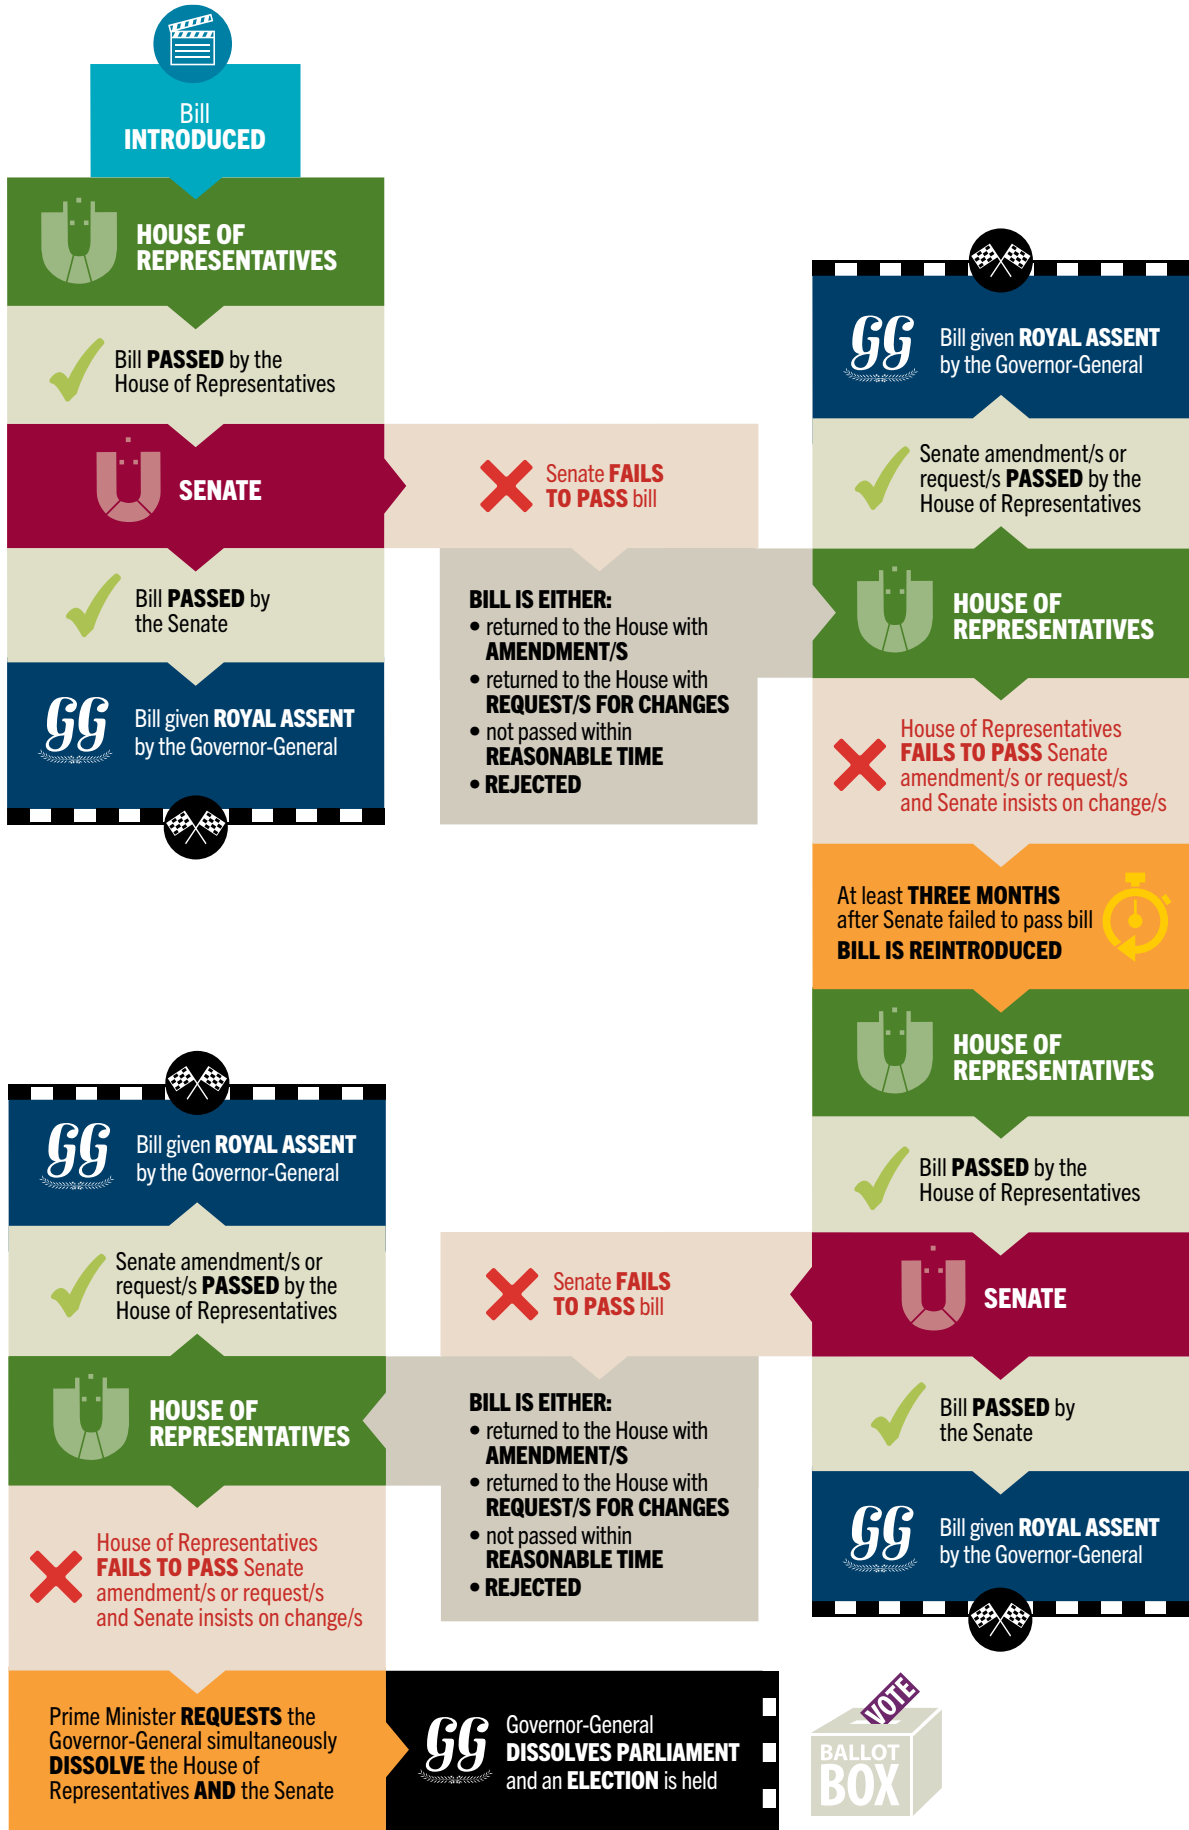 Bill
INTRODUCED
HOUSE OF
REPRESENTATIVES
Bill PASSED by the
House of Representatives
SENATE
Bill PASSED by
the Senate
GG
Bill given ROYAL ASSENT
by the Governor-General
Senate FAILS
TO PASS bill
BILL IS EITHER:
• returned to the House with
AMENDMENT/S
• returned to the House with
REQUEST/S FOR CHANGES
• not passed within
REASONABLE TIME
• REJECTED
GG
Bill given ROYAL ASSENT
by the Governor-General
Senate amendment/s or
request/s PASSED by the
House of Representatives
HOUSE OF
REPRESENTATIVES
House of Representatives
FAILS TO PASS Senate
amendment/s or request/s
and Senate insists on change/s
At least THREE MONTHS
after Senate failed to pass bill
BILL IS REINTRODUCED
HOUSE OF
REPRESENTATIVES
Bill PASSED by the
House of Representatives
SENATE
Bill PASSED by
the Senate
GG
Bill given ROYAL ASSENT
by the Governor-General
Senate FAILS
TO PASS bill
BILL IS EITHER:
• returned to the House with
AMENDMENT/S
• returned to the House with
REQUEST/S FOR CHANGES
• not passed within
REASONABLE TIME
• REJECTED
GG
Bill given ROYAL ASSENT
by the Governor-General
Senate amendment/s or
request/s PASSED by the
House of Representatives
HOUSE OF
REPRESENTATIVES
House of Representatives
FAILS TO PASS Senate
amendment/s or request/s
and Senate insists on change/s
Prime Minister REQUESTS the
Governor-General simultaneously
DISSOLVE the House of
Representatives AND the Senate
GG
Governor-General
DISSOLVES PARLIAMENT
and an ELECTION is held
VOTE
BALLOT
BOX